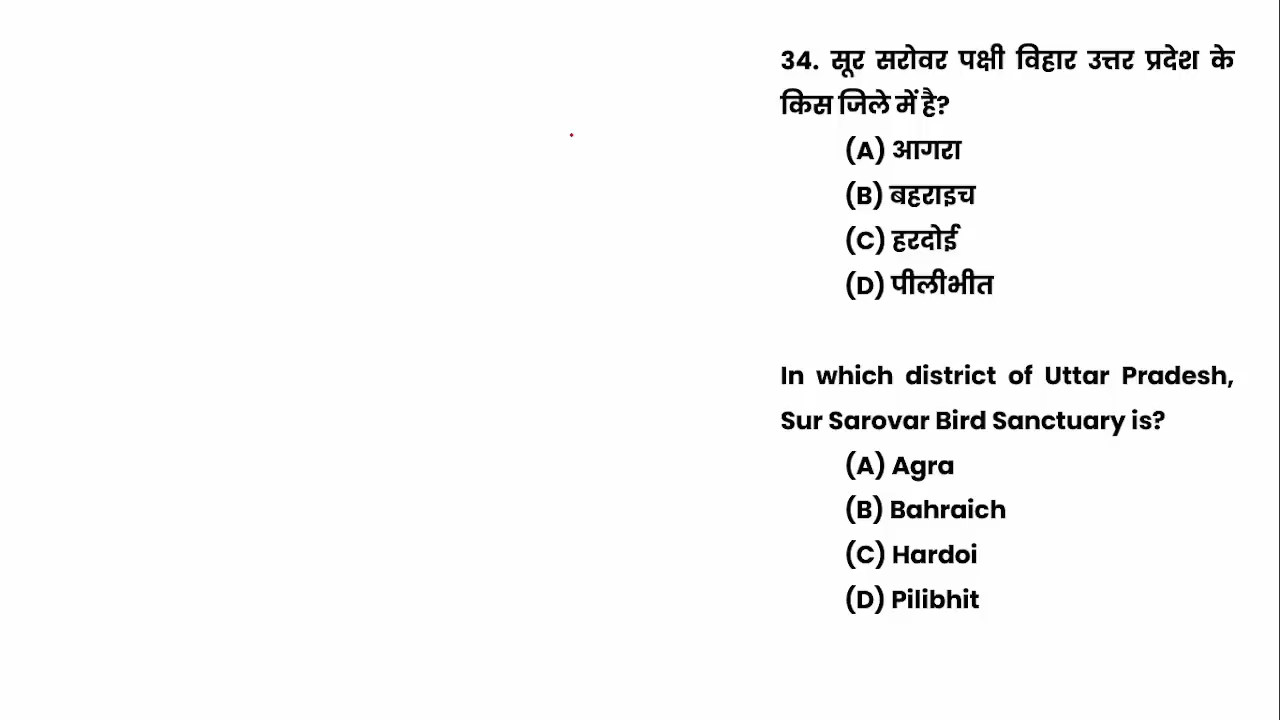 34. सूर सरोवर पक्षी विहार उत्तर प्रदेश के
किस जिले में है?
(A) आगरा
(B) बहराइच
(C) हरदोई
(D) पीलीभीत
In which district of Uttar Pradesh,
Sur Sarovar Bird Sanctuary is?
(A) Agra
(B) Bahraich
(C) Hardoi
(D) Pilibhit